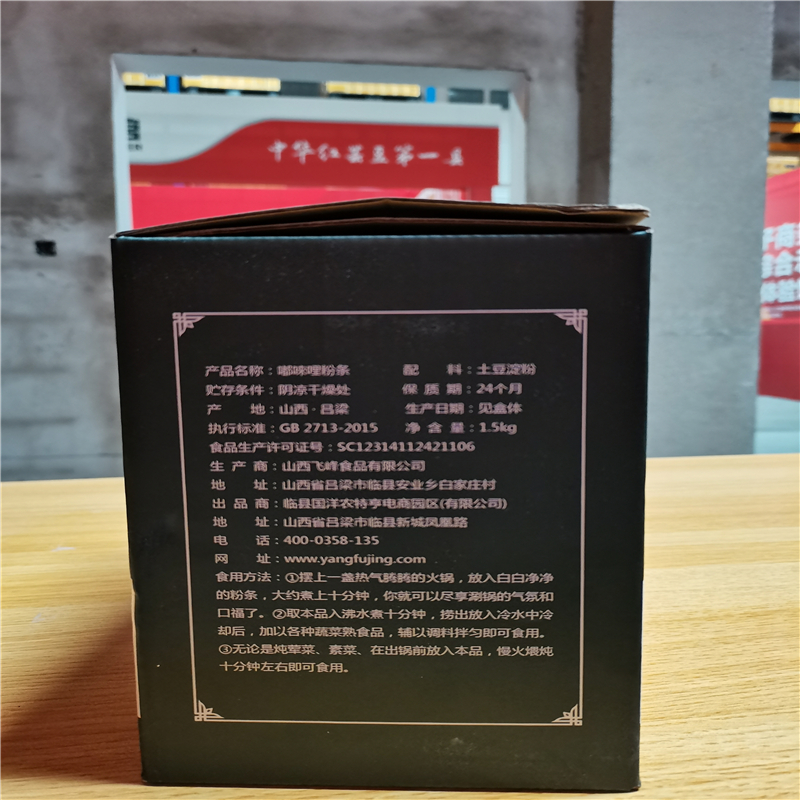 中华红芸豆第一县
产品名称：嘟咪哩粉条 配 料：土豆淀粉
贮存条件：阴凉干燥处 保 质 期：24个月
产 地：山西·吕梁 生产日期：见盒体
执行标准：GB 2713-2015 净 含 量：1.5kg
食品生产许可证号：SC12314112421106
生 产 商：山西飞峰食品有限公司
地 址：山西省吕梁市临县安业乡白家庄村
出 品 商：临县国洋农特亨电商园区(有限公司)
地 址：山西省吕梁市临县新城凤凰路
电 话：400-0358-135
网 址：www.yangfujing.com
食用方法：①摆上一盏热气腾腾的火锅，放入白白净净
的粉条，大约煮上十分钟，你就可以尽享涮锅的气氛和
口福了。②取本品入沸水煮十分钟，捞出放入冷水中冷
却后，加以各种蔬菜熟食品，辅以调料拌匀即可食用。
③无论是炖荤菜、素菜、在出锅前放入本品，慢火煨炖
十分钟左右即可食用。